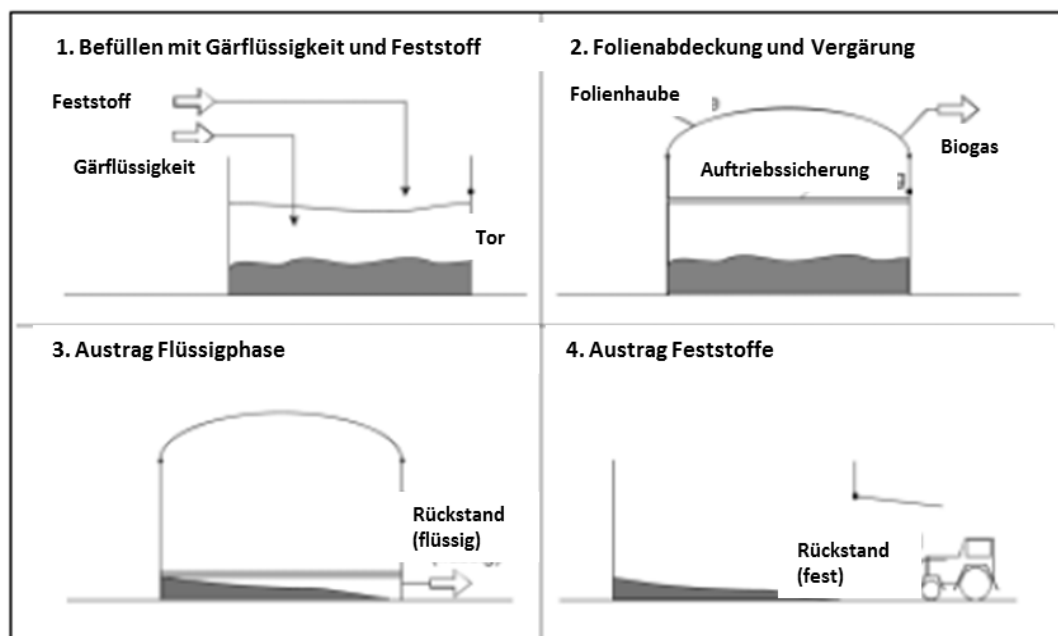 1. Befüllen mit Gärflüssigkeit und Feststoff
Feststoff
Gärflüssigkeit
Tor
2. Folienabdeckung und Vergärung
Folienhaube
Biogas
Auftriebssicherung
3. Austrag Flüssigphase
Rückstand
(flüssig)
4. Austrag Feststoffe
Rückstand
(fest)